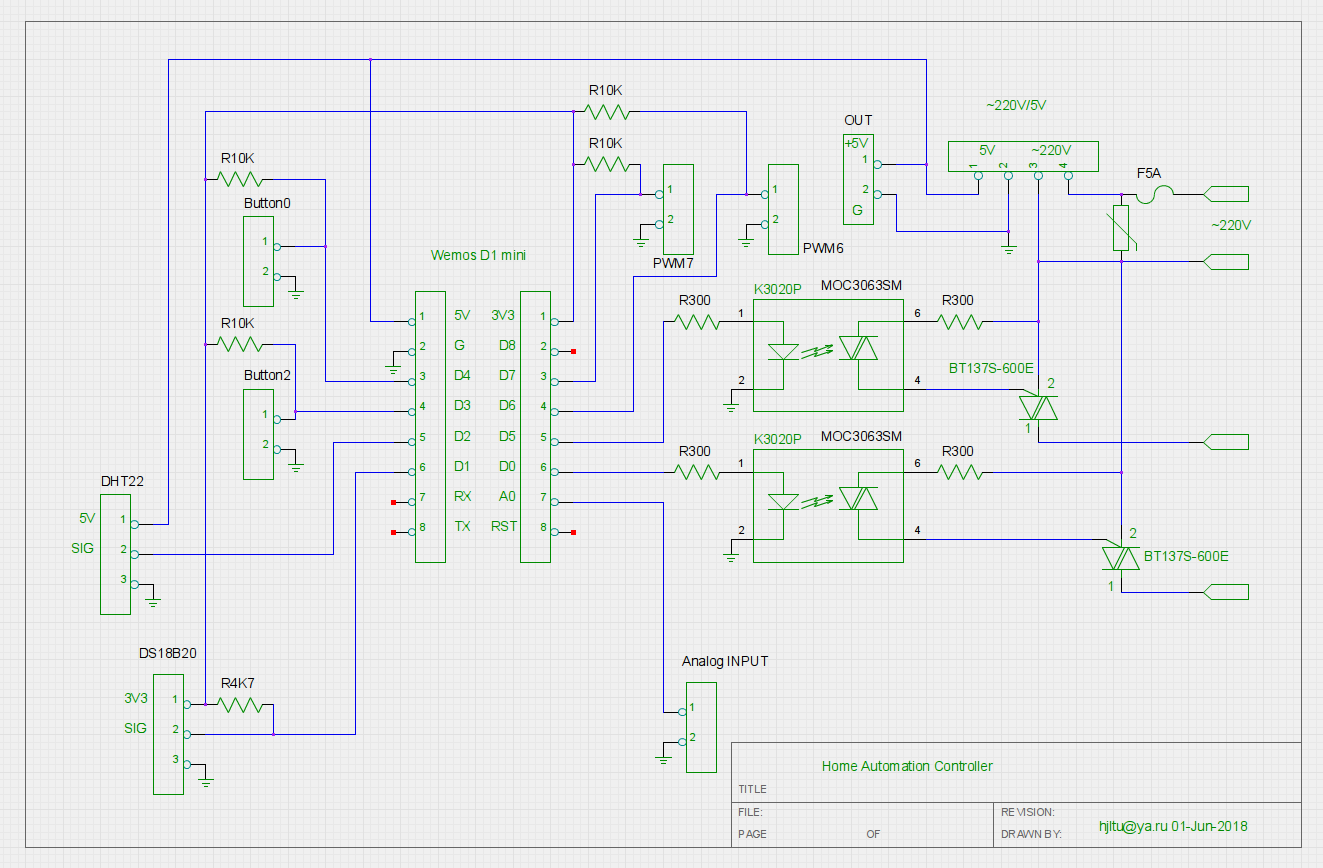 R10K
~220V/5V
OUT
+5V
1
2
G
5V
~220V
1
2
3
4
F5A
~220V
R10K
1
2
PWM7
1
2
PWM6
R10K
Button0
1
2
R10K
Button2
1
2
Wemos D1 mini
1 5V 3V3 1
2 G D8 2
3 D4 D7 3
4 D3 D6 4
5 D2 D5 5
6 D1 D0 6
7 RX A0 7
8 TX RST 8
R300
K3020P
MOC3063SM
1
2
6
4
R300
BT137S-600E
2
1
R300
K3020P
MOC3063SM
1
2
6
4
R300
2
BT137S-600E
1
DHT22
5V 1
SIG 2
3
DS18B20
3V3 1
SIG 2
3
R4K7
Analog INPUT
1
2
Home Automation Controller
TITLE
FILE:
REVISION:
PAGE OF
DRAWN BY:
hjltu@ya.ru 01-Jun-2018